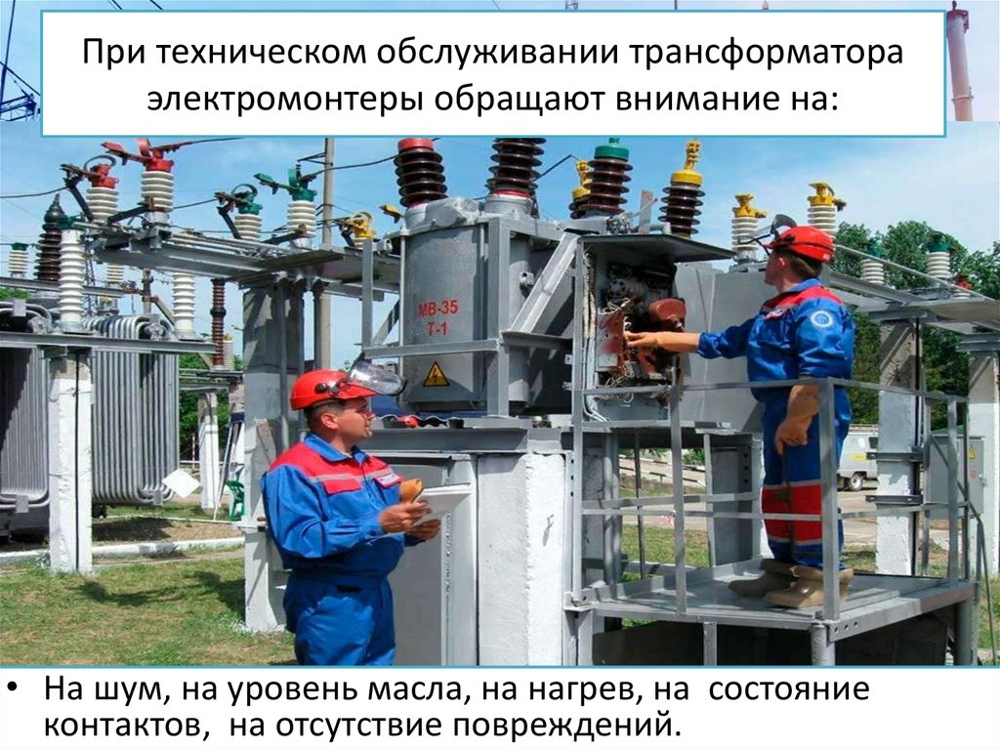 При техническом обслуживании трансформатора
электромонтеры обращают внимание на:
МВ-35
Т-1
• На шум, на уровень масла, на нагрев, на состояние
контактов, на отсутствие повреждений.